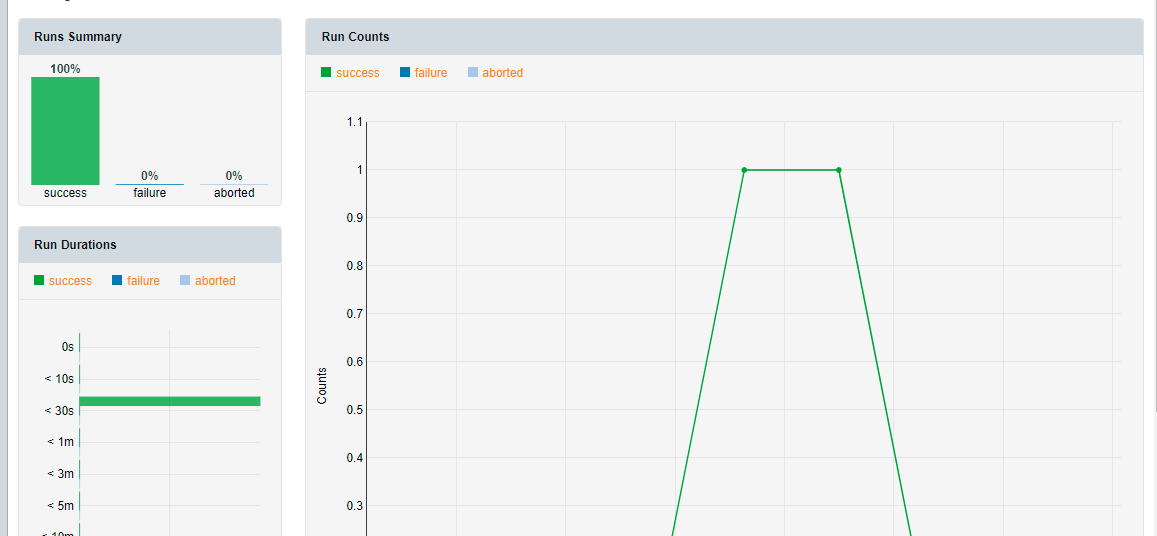 Runs Summary
100%
0%
0%
success
failure
aborted
Run Durations
success
failure
aborted
0s
< 10s
< 30s
< 1m
< 3m
< 5m
Run Counts
success
failure
aborted
1.1
1
0.9
0.8
0.7
0.6
0.5
0.4
0.3
Counts